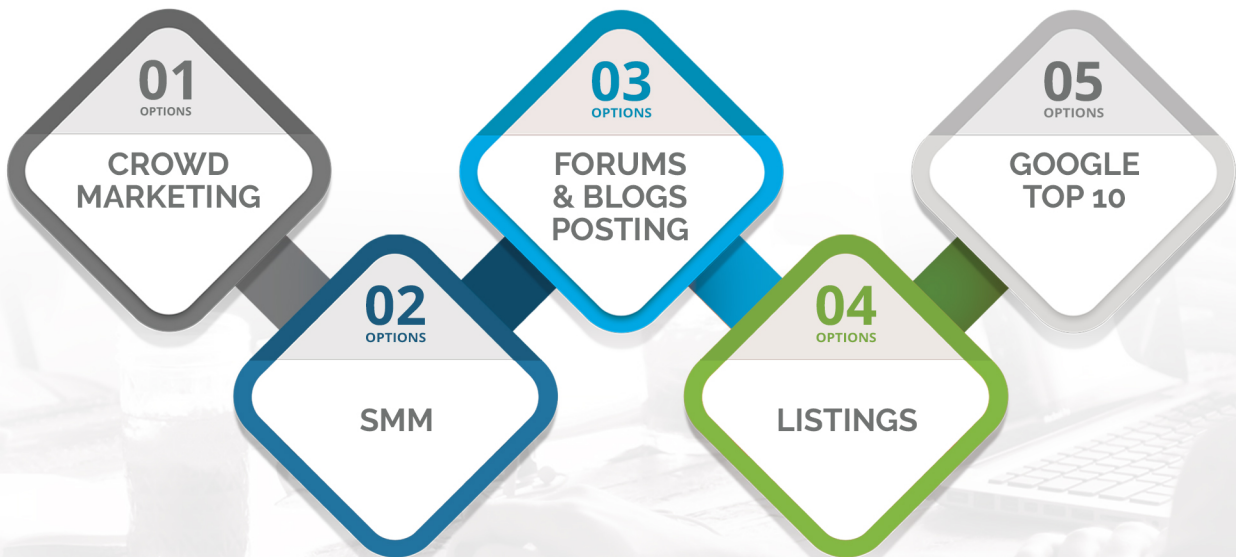 01
OPTIONS
CROWD
MARKETING
02
OPTIONS
SMM
03
OPTIONS
FORUMS
& BLOGS
POSTING
04
OPTIONS
LISTINGS
05
OPTIONS
GOOGLE
TOP 10